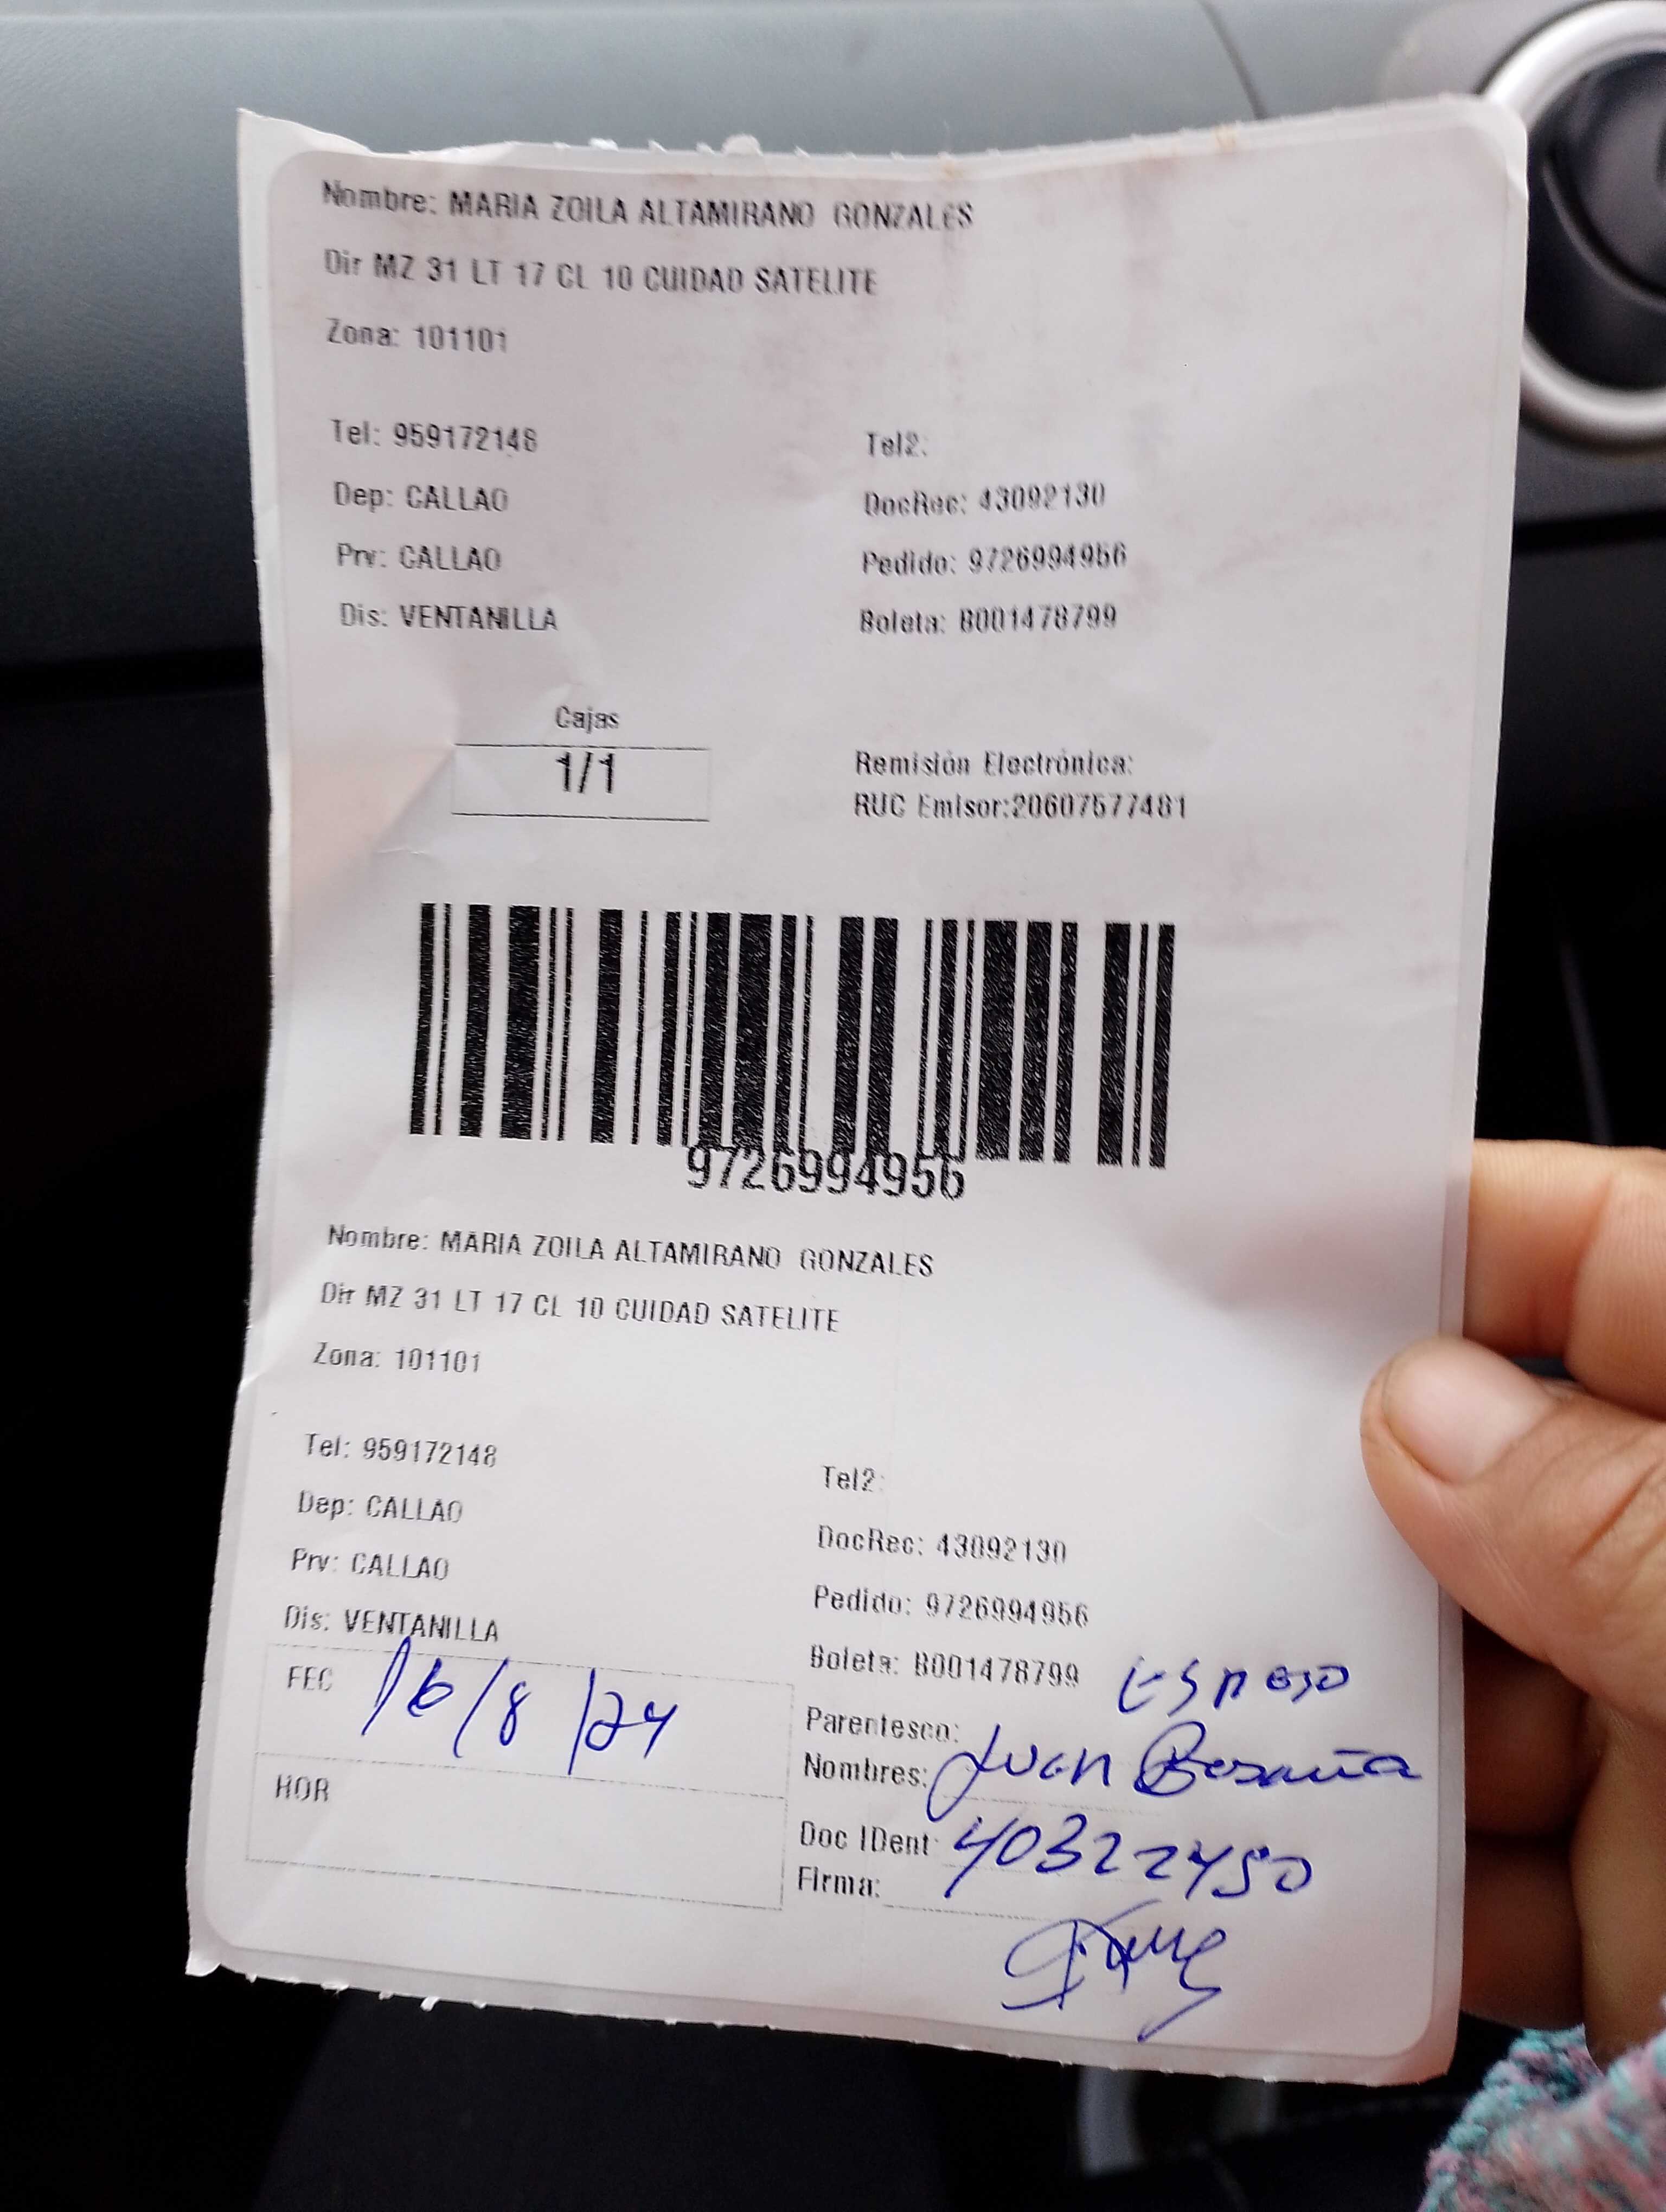 Nombre: MARIA ZOILA ALTAMIRANO GONZALES
Dir MZ 31 LT 17 CL 10 CUIDAD SATELITE
Zona: 101101
Tel: 959172148
Tel2:
Dep: CALLAO
DocRec: 43092130
Prv: CALLAO
Pedido: 9726994956
Dis: VENTANILLA
Boleta: B001478799
Cajas
1/1
Remisión Electrónica:
RUC Emisor:20607577481
9726994956
Nombre: MARIA ZOILA ALTAMIRANO GONZALES
Dir MZ 31 LT 17 CL 10 CUIDAD SATELITE
Zona: 101101
Tel: 959172148
Tel2:
Dep: CALLAO
DocRec: 43092130
Prv: CALLAO
Pedido: 9726994956
Dis: VENTANILLA
Boleta: B001478799
FEC 16/8/24
Parentesco: Esposo
Nombres: Juan
HOR
Doc IDent: 40322450
Firma: